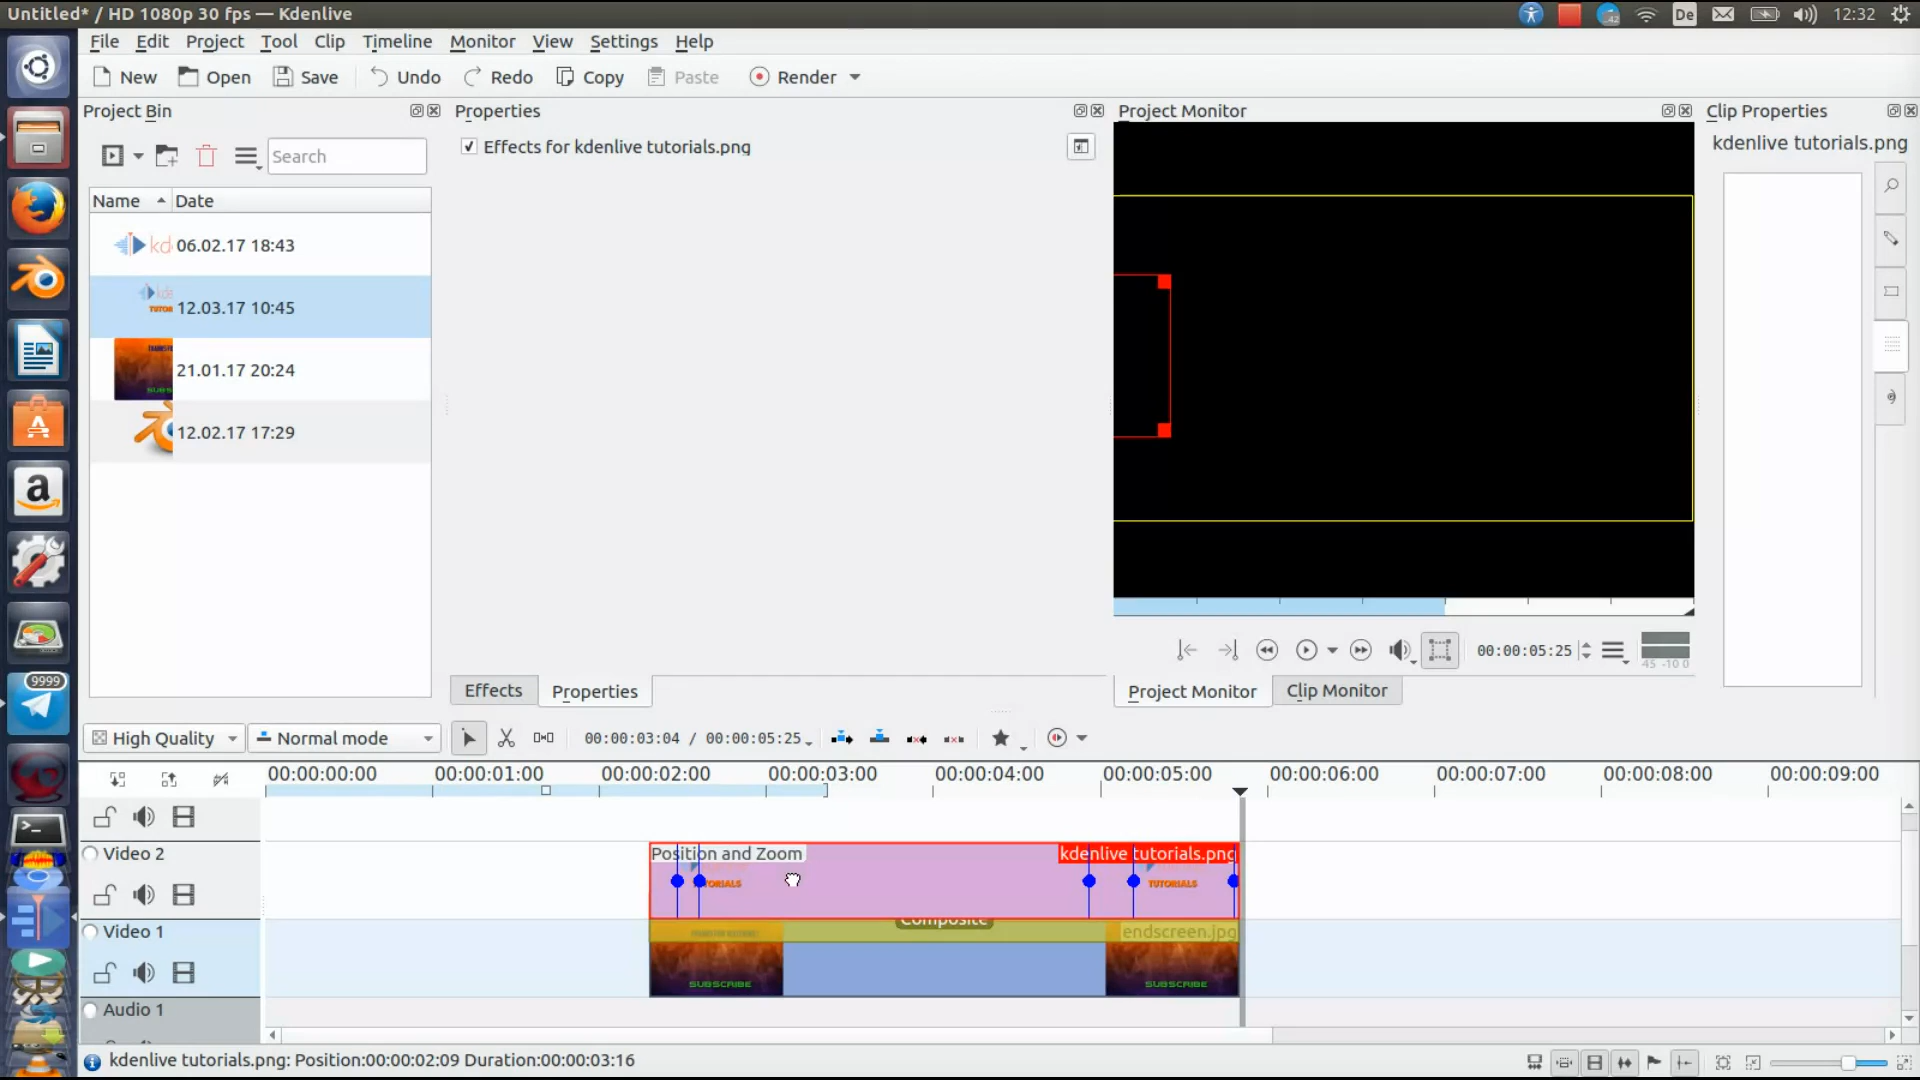 Untitled* / HD 1080p 30 fps — Kdenlive
De
12:32
File Edit Project Tool Clip Timeline Monitor View Settings Help
New Open Save Undo Redo Copy Paste Render
Project Bin
Properties
Project Monitor
Clip Properties
Search
Effects for kdenlive tutorials.png
kdenlive tutorials.png
Name Date
06.02.17 18:43
12.03.17 10:45
21.01.17 20:24
12.02.17 17:29
00:00:05:25
45 -10 0
9999
Effects Properties
Project Monitor Clip Monitor
High Quality Normal mode 00:00:03:04 / 00:00:05:25
00:00:00:00 00:00:01:00 00:00:02:00 00:00:03:00 00:00:04:00 00:00:05:00 00:00:06:00 00:00:07:00 00:00:08:00 00:00:09:00
Video 2
Position and Zoom
kdenlive tutorials.png
TUTORIALS
Video 1
Composite
endscreen.jpg
SUBSCRIBE
SUBSCRIBE
Audio 1
kdenlive tutorials.png: Position:00:00:02:09 Duration:00:00:03:16